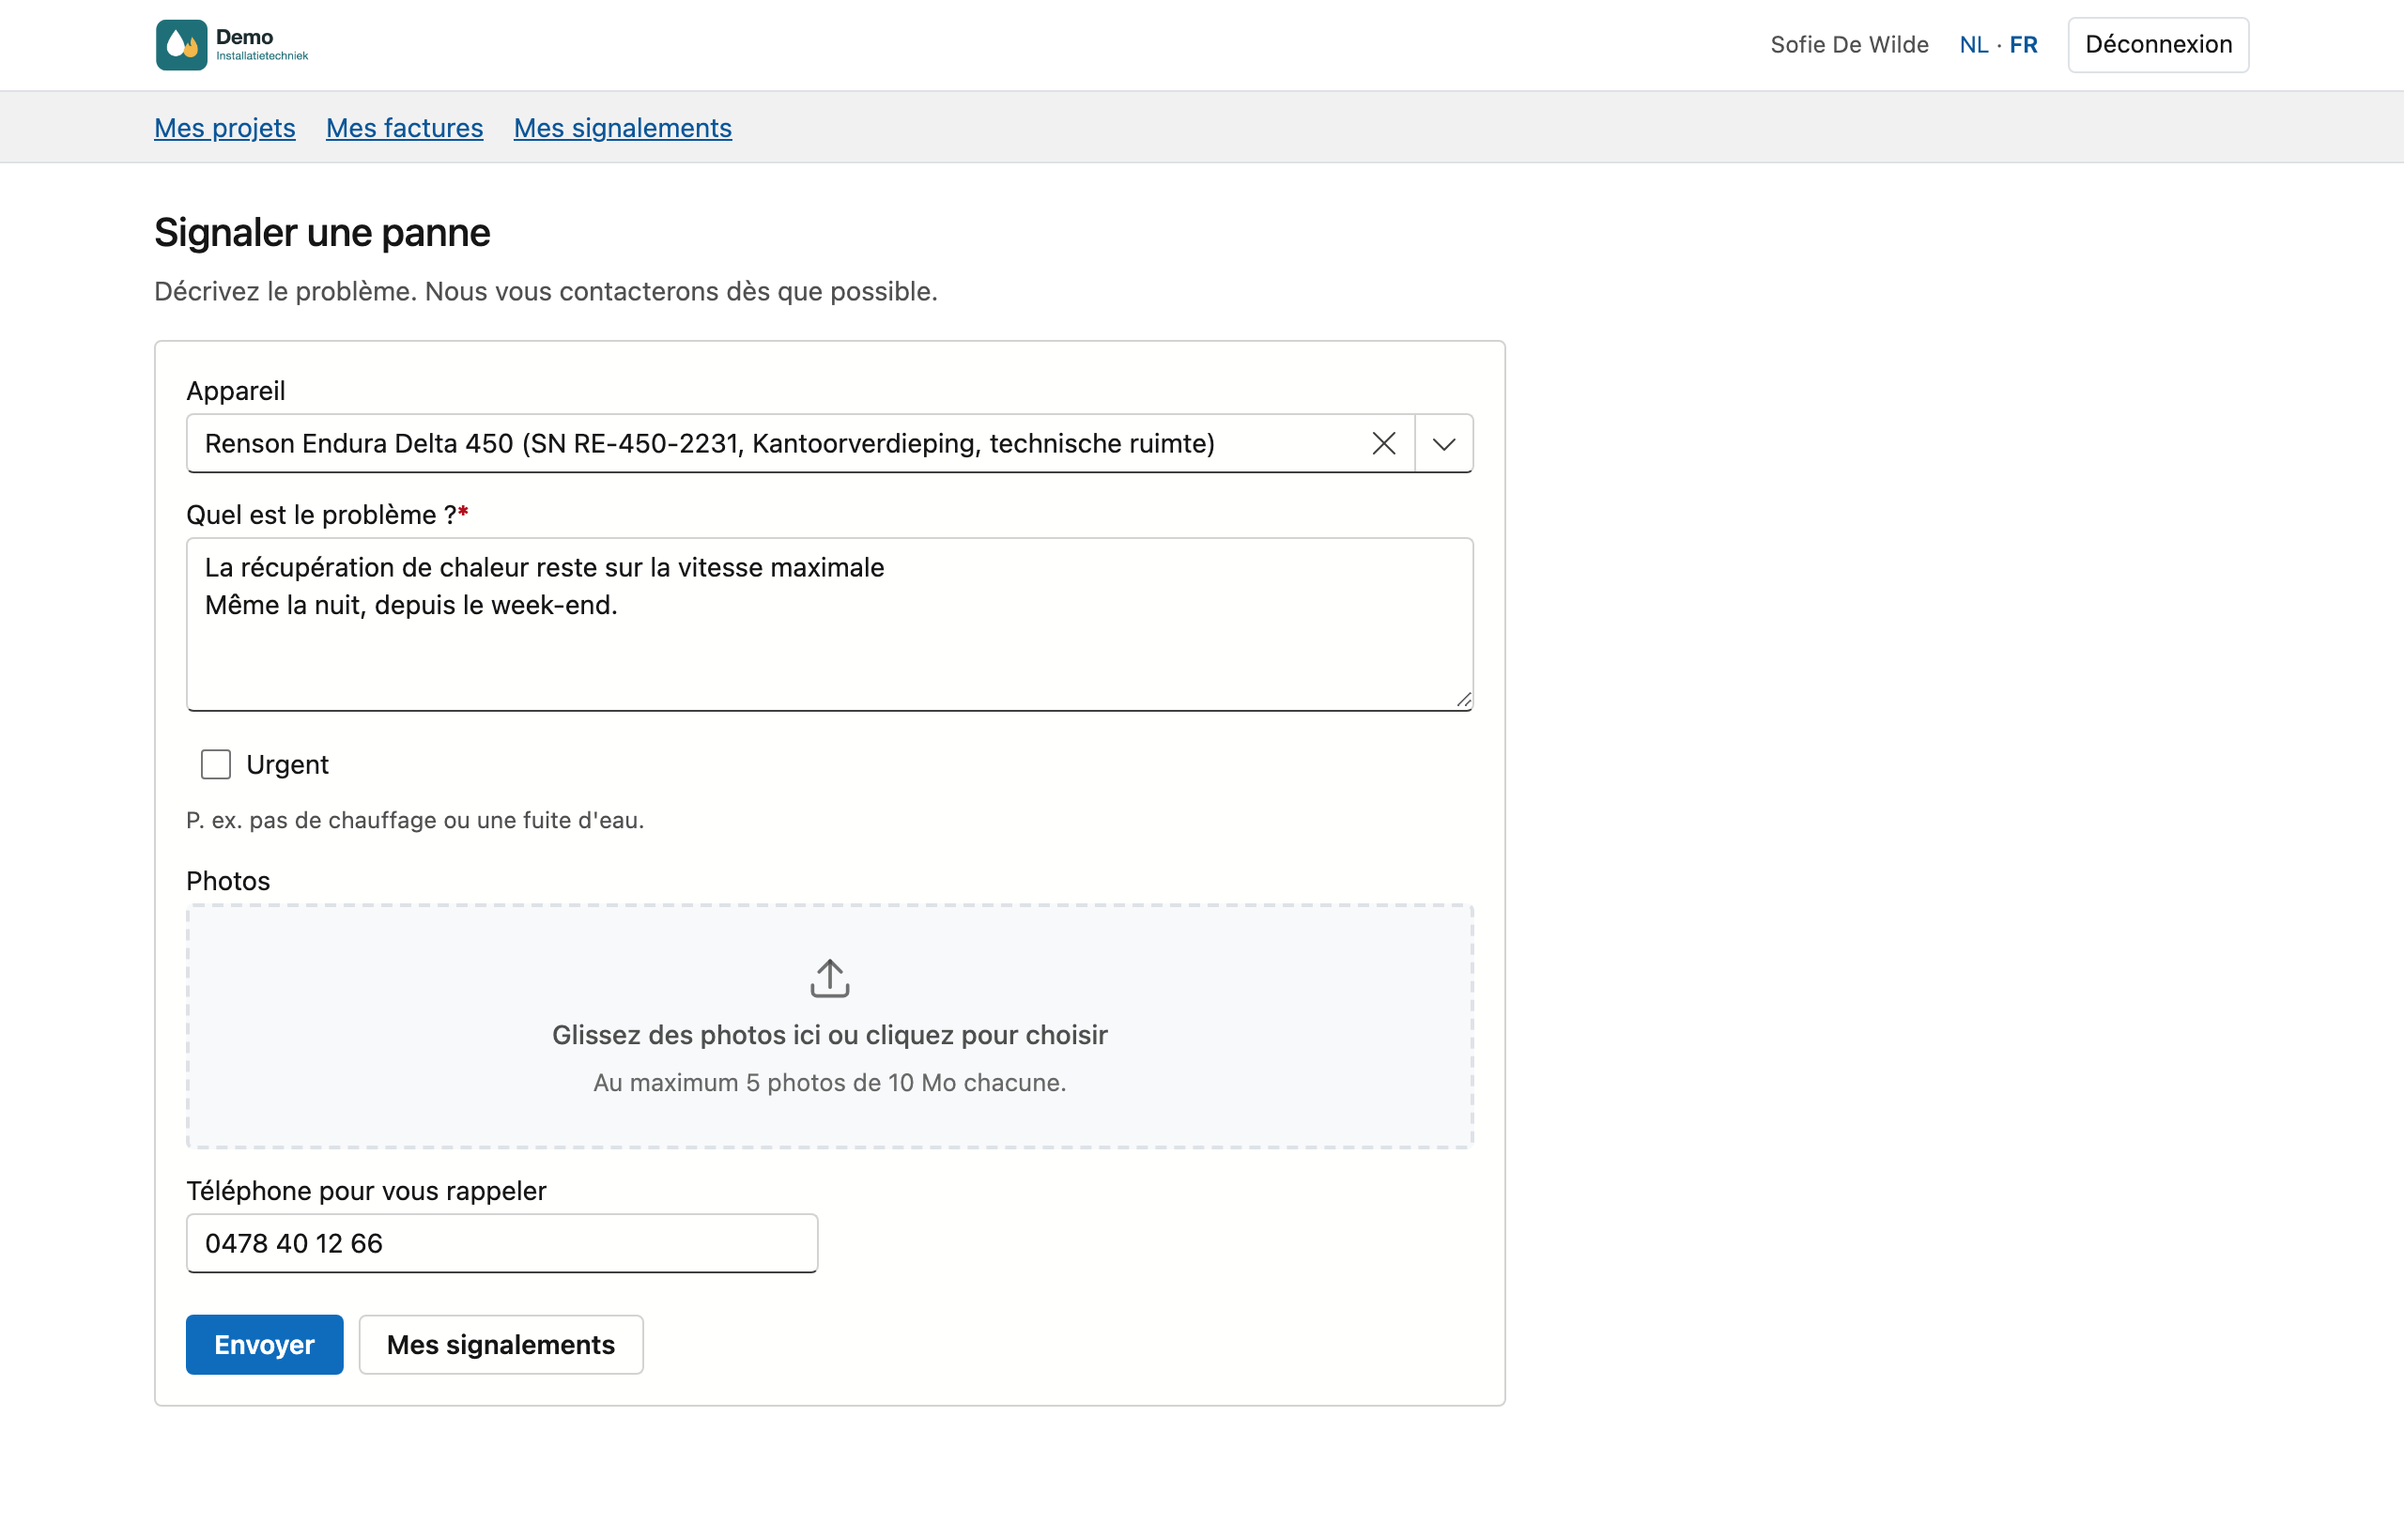 Demo
Installatietechniek
Sofie De Wilde NL · FR Déconnexion
Mes projets Mes factures Mes signalements
Signaler une panne
Décrivez le problème. Nous vous contacterons dès que possible.
Appareil
Renson Endura Delta 450 (SN RE-450-2231, Kantoorverdieping, technische ruimte)
Quel est le problème ?*
La récupération de chaleur reste sur la vitesse maximale
Même la nuit, depuis le week-end.
Urgent
P. ex. pas de chauffage ou une fuite d'eau.
Photos
Glissez des photos ici ou cliquez pour choisir
Au maximum 5 photos de 10 Mo chacune.
Téléphone pour vous rappeler
0478 40 12 66
Envoyer Mes signalements